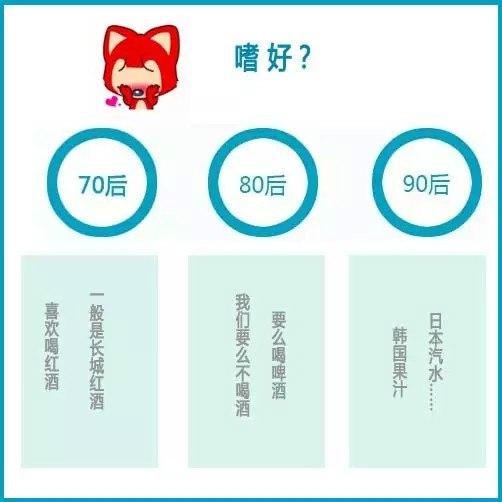 嗜好？
70后
80后
90后
喜欢喝红酒
一般是长城红酒
我们要么不喝酒
要么喝啤酒
韩国果汁
日本汽水……